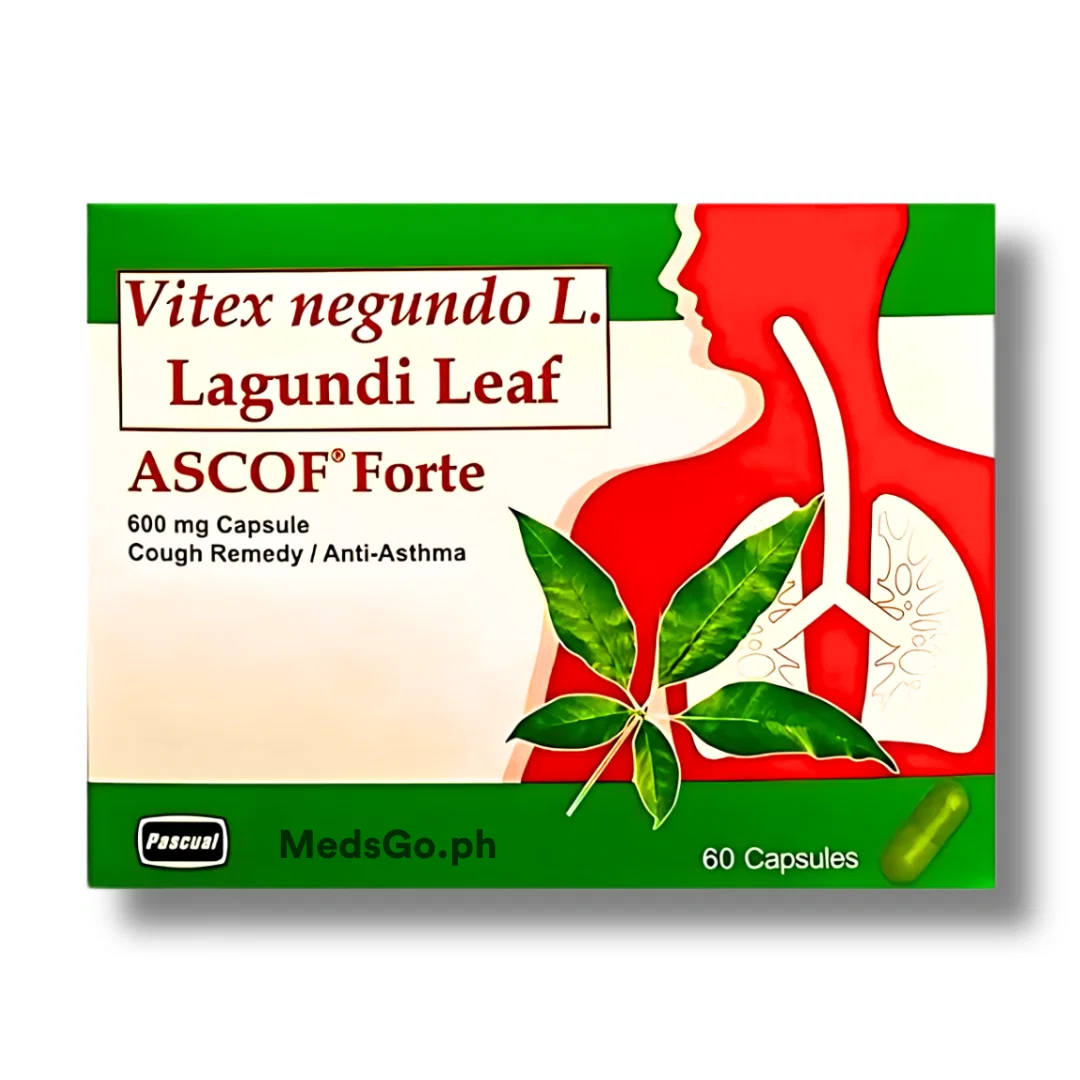 Vitex negundo L.
Lagundi Leaf
ASCOF® Forte
600 mg Capsule
Cough Remedy / Anti-Asthma
Pascual
MedsGo.ph
60 Capsules